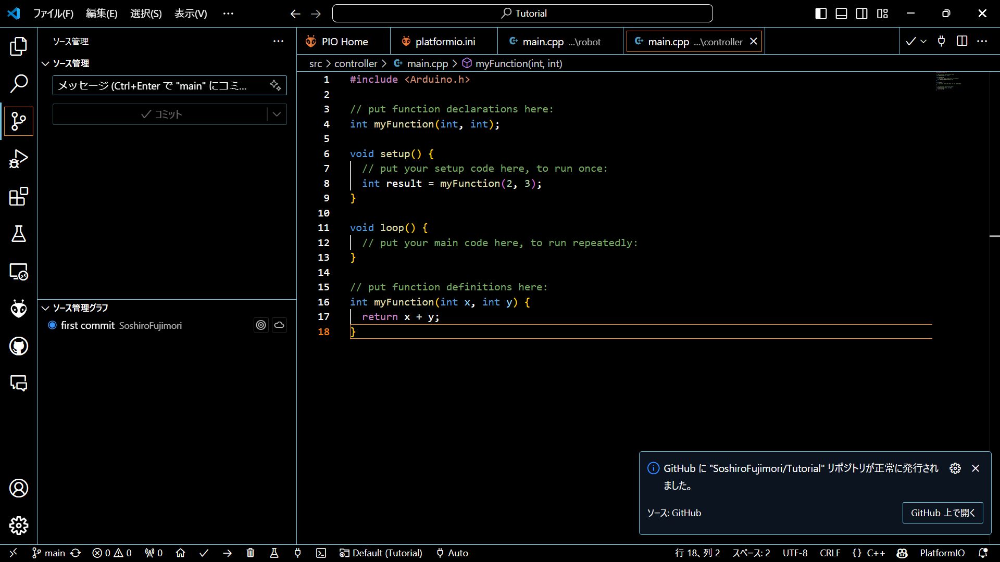 ファイル(F) 編集(E) 選択(S) 表示(V) ··· Tutorial
ソース管理 ···
PIO Home platformio.ini main.cpp ...\robot main.cpp ...\controller
ソース管理
src > controller > main.cpp > myFunction(int, int)
メッセージ (Ctrl+Enter で "main" にコミ...
コミット
1 #include <Arduino.h>
2
3 // put function declarations here:
4 int myFunction(int, int);
5
6 void setup() {
7 // put your setup code here, to run once:
8 int result = myFunction(2, 3);
9 }
10
11 void loop() {
12 // put your main code here, to run repeatedly:
13 }
14
15 // put function definitions here:
16 int myFunction(int x, int y) {
17 return x + y;
18 }
ソース管理グラフ
first commit SoshiroFujimori
GitHub に "SoshiroFujimori/Tutorial" リポジトリが正常に発行され
ました。
ソース: GitHub
GitHub 上で開く
main 0 0 0 Default (Tutorial) Auto 行 18、列 2 スペース: 2 UTF-8 CRLF {} C++ PlatformIO